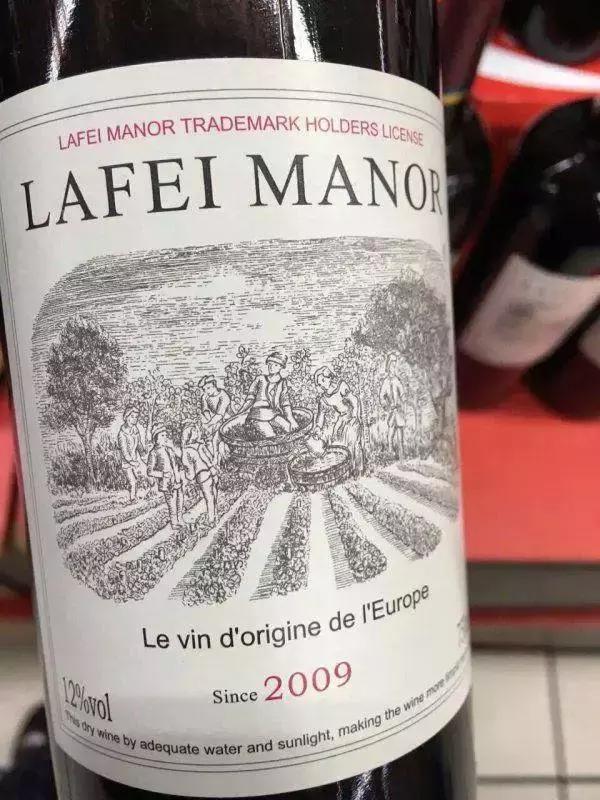 LAFEI MANOR TRADEMARK HOLDERS LICENSE
LAFEI MANOR
Le vin d'origine de l'Europe
12%vol
Since 2009
This dry wine by adequate water and sunlight, making the wine more